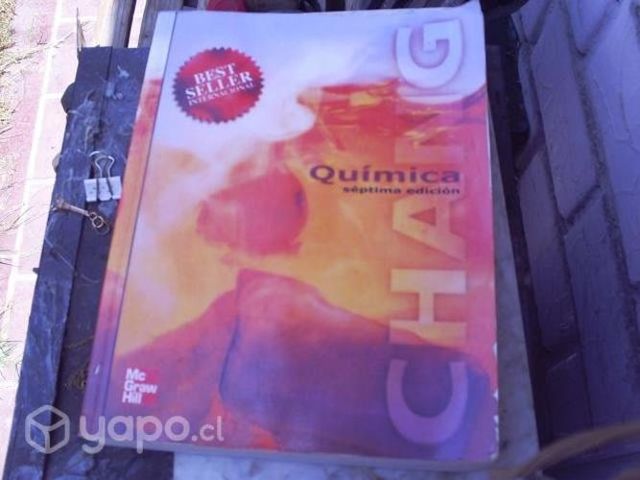 BEST
SELLER
INTERNACIONAL
CHANG
Química
séptima edición
Mc
Graw
Hill
yapo.cl